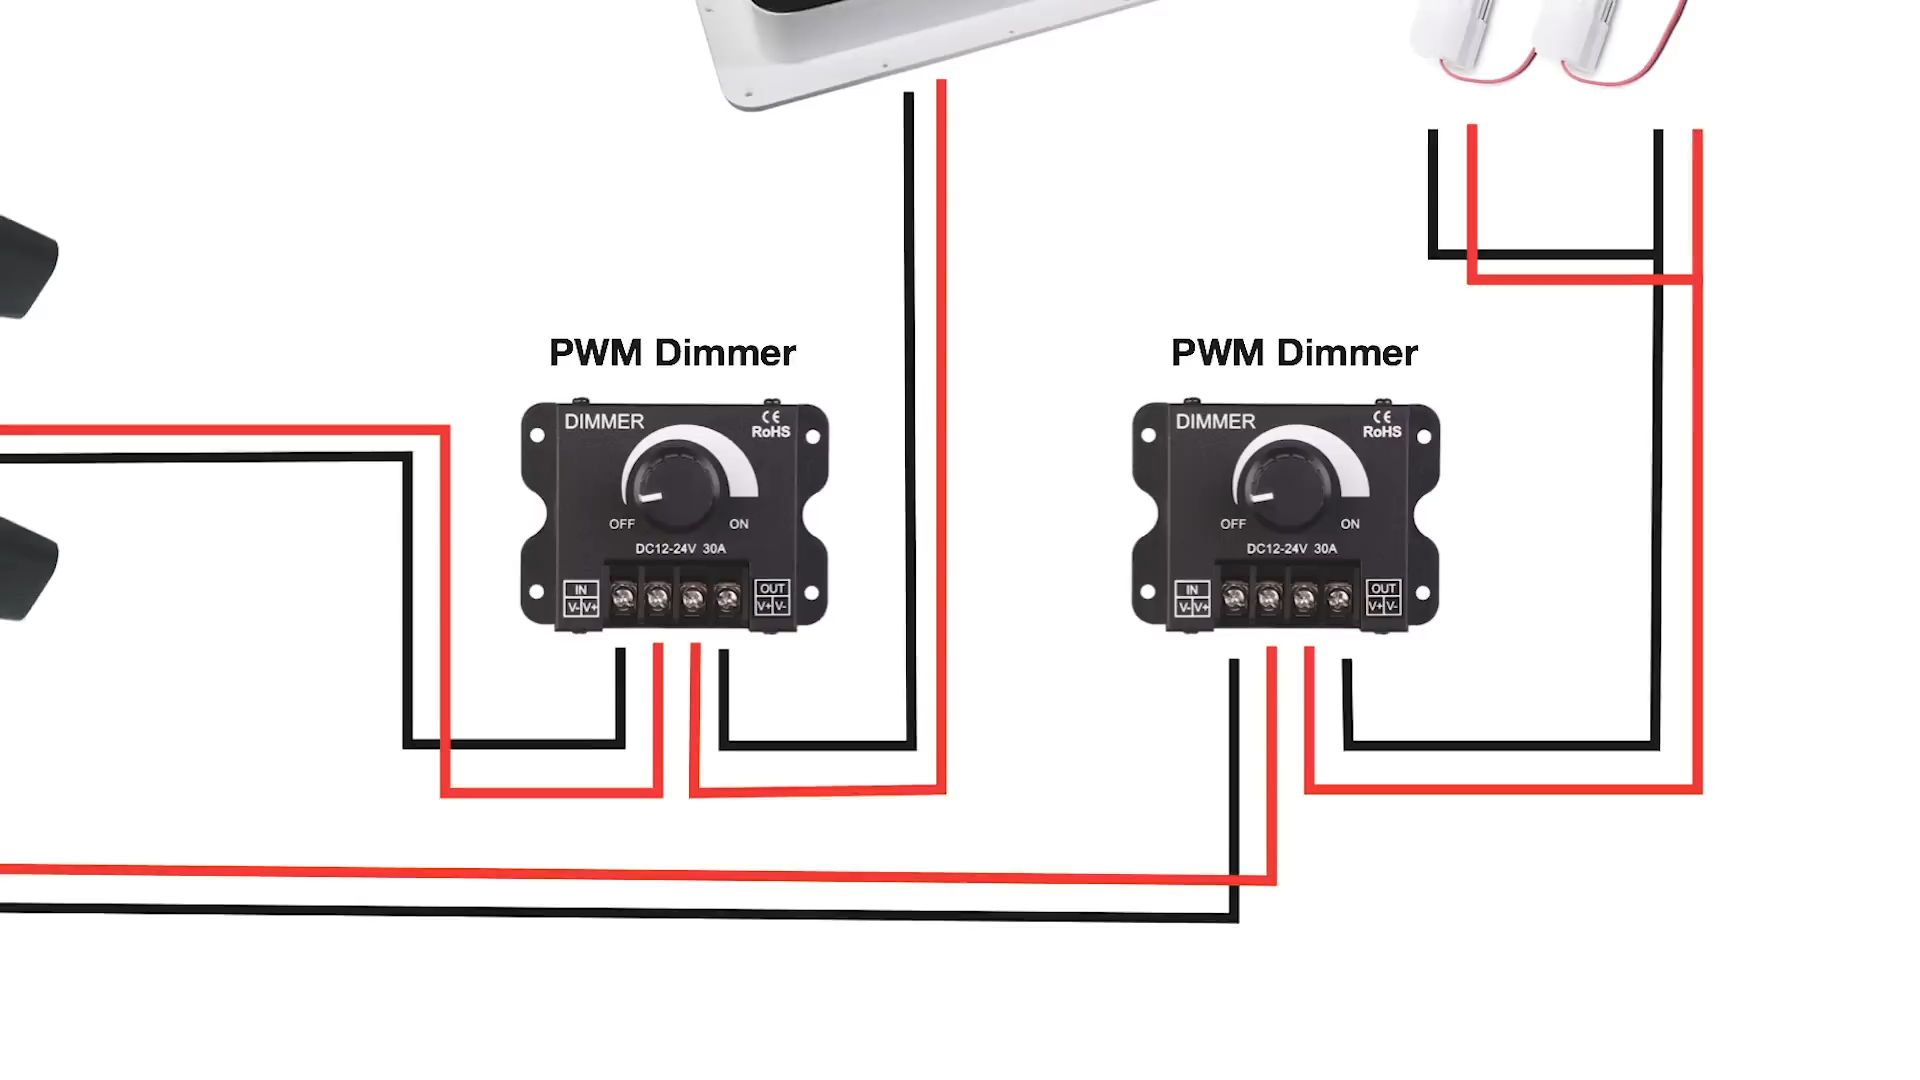 PWM Dimmer
PWM Dimmer
DIMMER
CE
RoHS
OFF
ON
DC12-24V 30A
IN
V- V+
OUT
V+ V-
DIMMER
CE
RoHS
OFF
ON
DC12-24V 30A
IN
V- V+
OUT
V+ V-